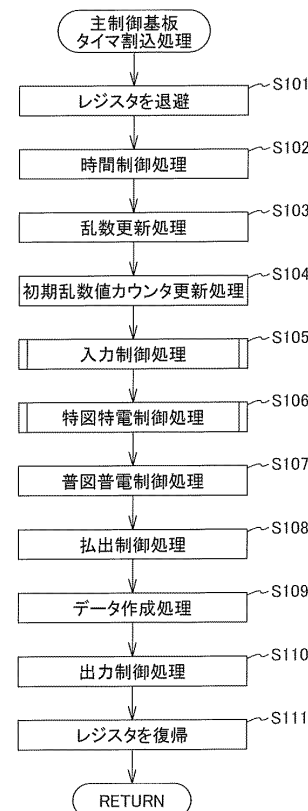 主制御基板
タイマ割込処理
S101
レジスタを退避
S102
時間制御処理
S103
乱数更新処理
S104
初期乱数値カウンタ更新処理
S105
入力制御処理
S106
特図特電制御処理
S107
普図普電制御処理
S108
払出制御処理
S109
データ作成処理
S110
出力制御処理
S111
レジスタを復帰
RETURN